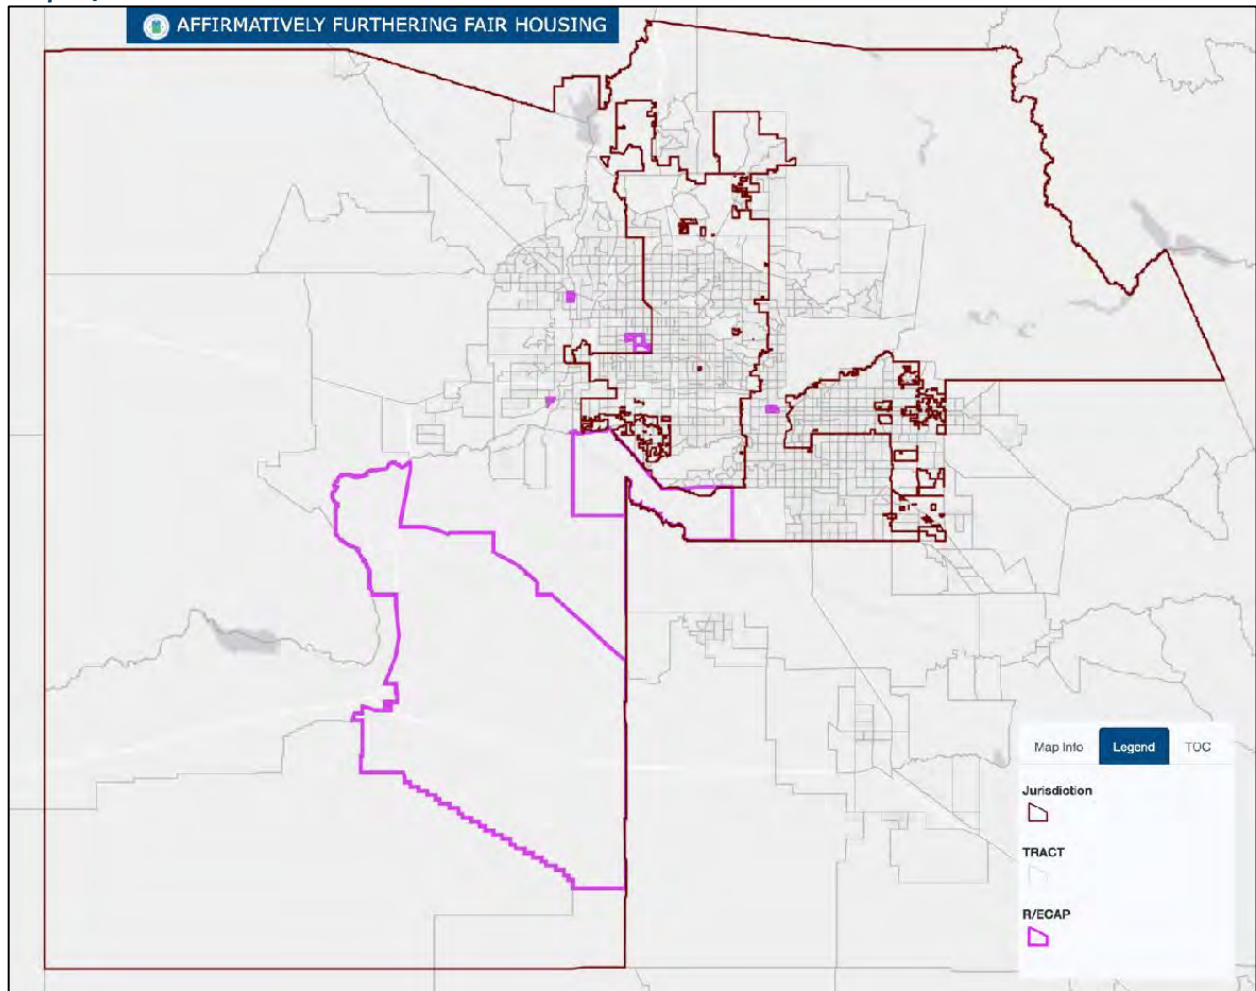 AFFIRMATIVELY FURTHERING FAIR HOUSING
Map Info Legend TOC
Jurisdiction
TRACT
R/ECAP